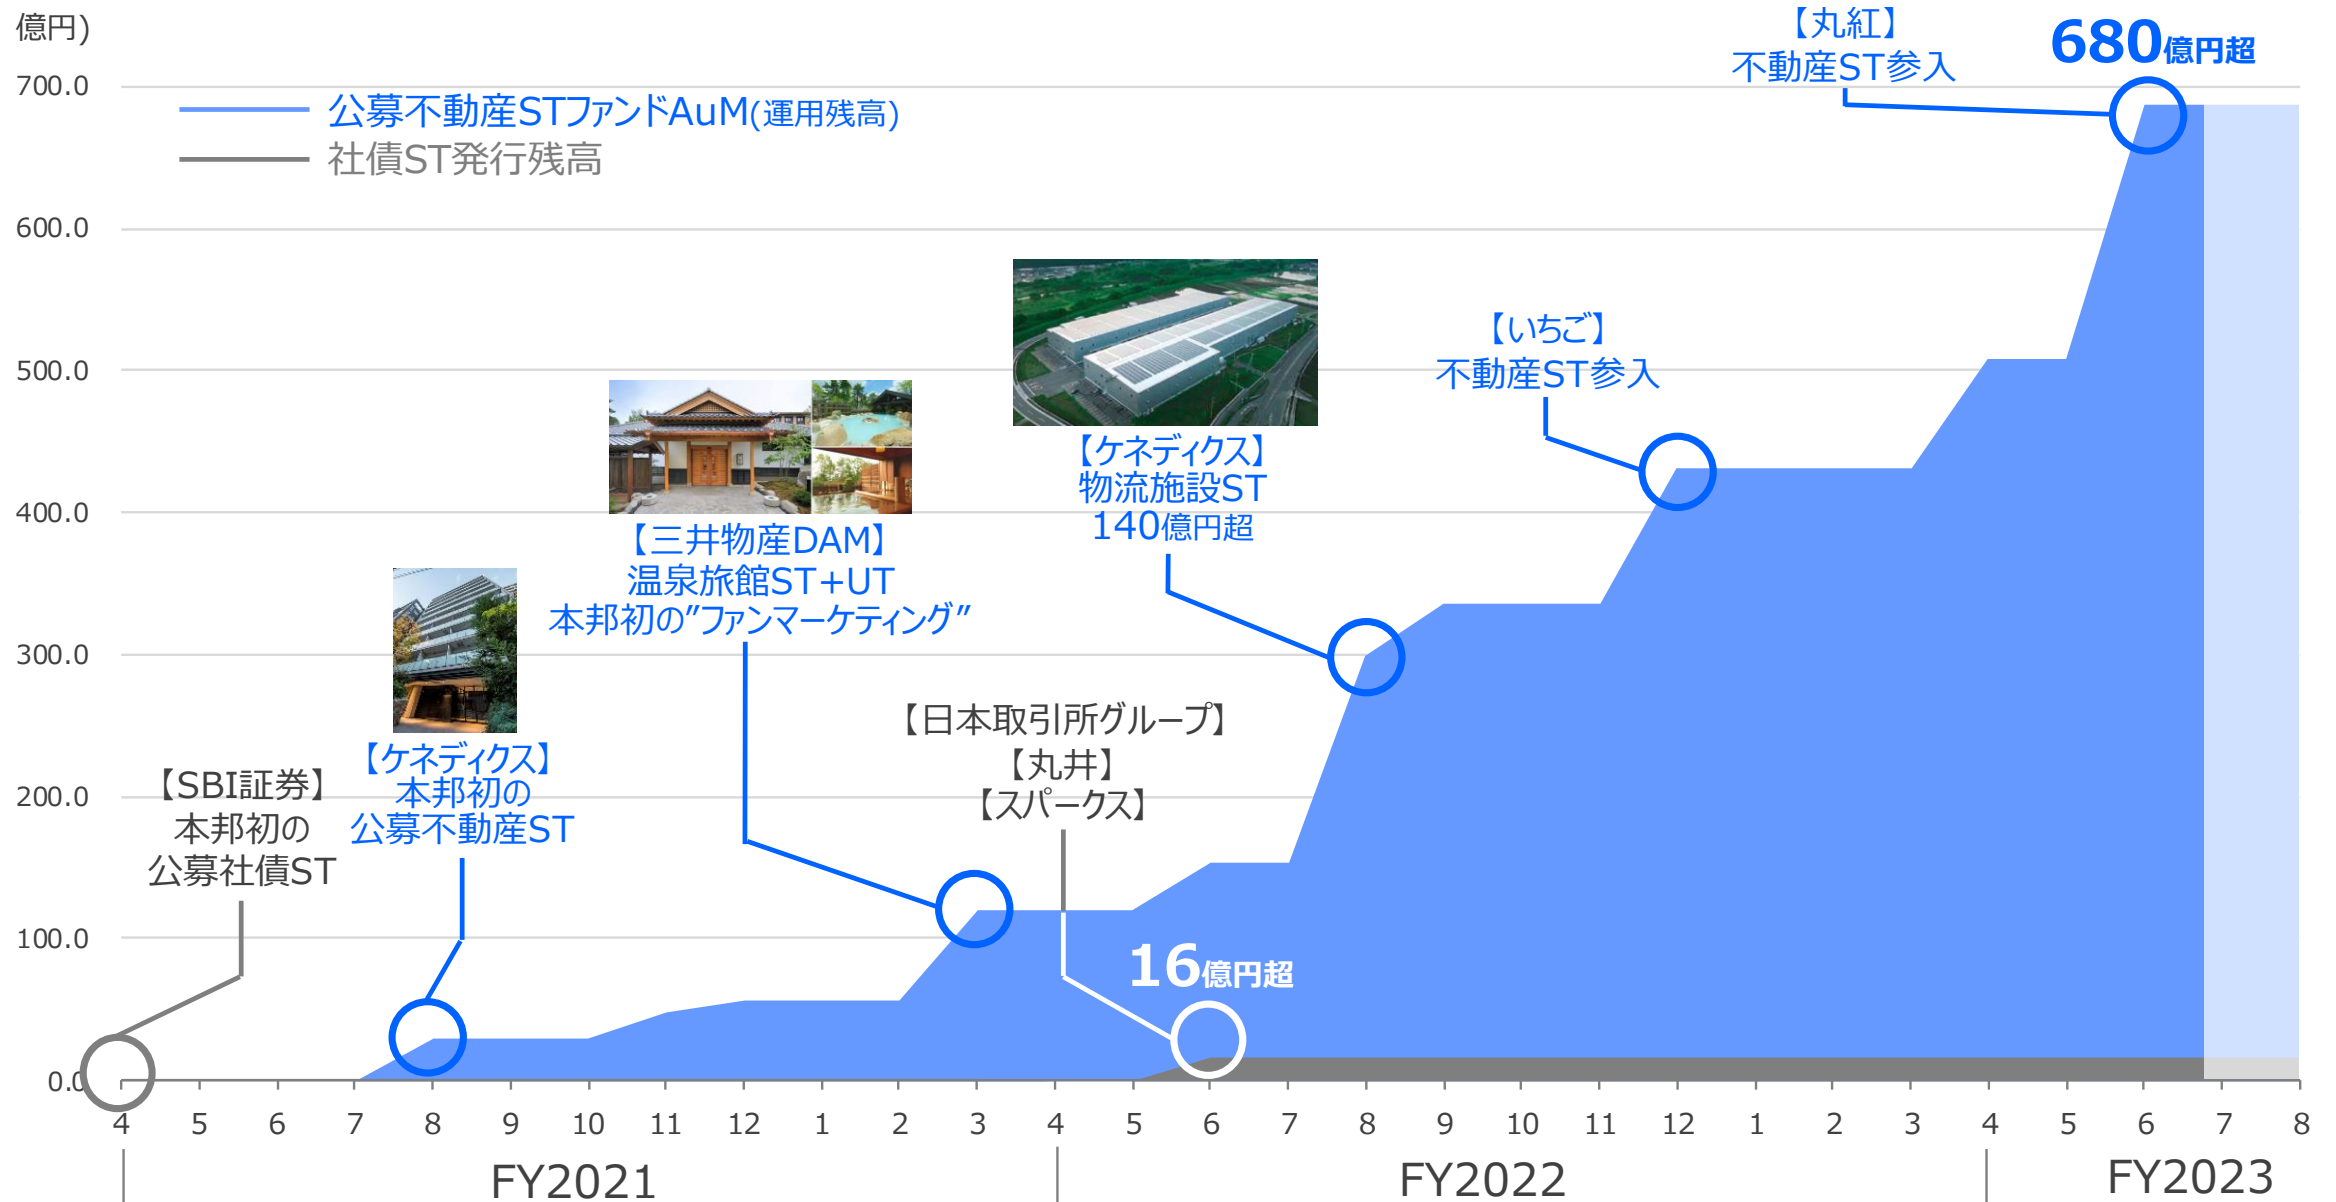 億円)
700.0
600.0
500.0
400.0
300.0
200.0
100.0
0.0
公募不動産STファンドAuM(運用残高)
社債ST発行残高
【SBI証券】
本邦初の
公募社債ST
【ケネディクス】
本邦初の
公募不動産ST
【三井物産DAM】
温泉旅館ST+UT
本邦初の”ファンマーケティング”
【日本取引所グループ】
【丸井】
【スパークス】
16億円超
【ケネディクス】
物流施設ST
140億円超
【いちご】
不動産ST参入
【丸紅】
不動産ST参入
680億円超
4 5 6 7 8 9 10 11 12 1 2 3 4 5 6 7 8 9 10 11 12 1 2 3 4 5 6 7 8
FY2021 FY2022 FY2023